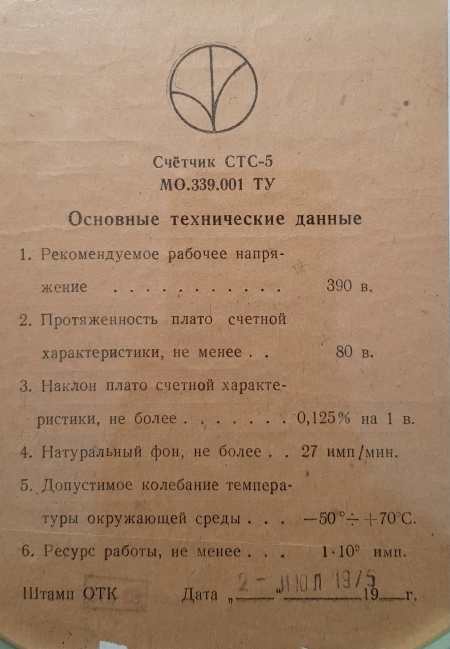 Счётчик СТС-5
МО.339.001 ТУ
Основные технические данные
1. Рекомендуемое рабочее напря-
жение . . . . . . . . . . . 390 в.
2. Протяженность плато счетной
характеристики, не менее . . 80 в.
3. Наклон плато счетной характе-
ристики, не более . . . . . . . 0,125% на 1 в.
4. Натуральный фон, не более . . 27 имп/мин.
5. Допустимое колебание темпера-
туры окружающей среды . . . —50°÷ +70°С.
6. Ресурс работы, не менее . . . 1·10⁹ имп.
Штамп ОТК Дата „ 2 - " ИЮЛ 1975 19 г.